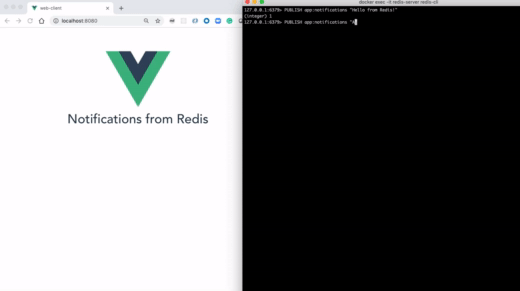 web-client
localhost:8080
Notifications from Redis
docker exec -it redis-server redis-cli
127.0.0.1:6379> PUBLISH app:notifications "Hello from Redis!"
(integer) 1
127.0.0.1:6379> PUBLISH app:notifications "A